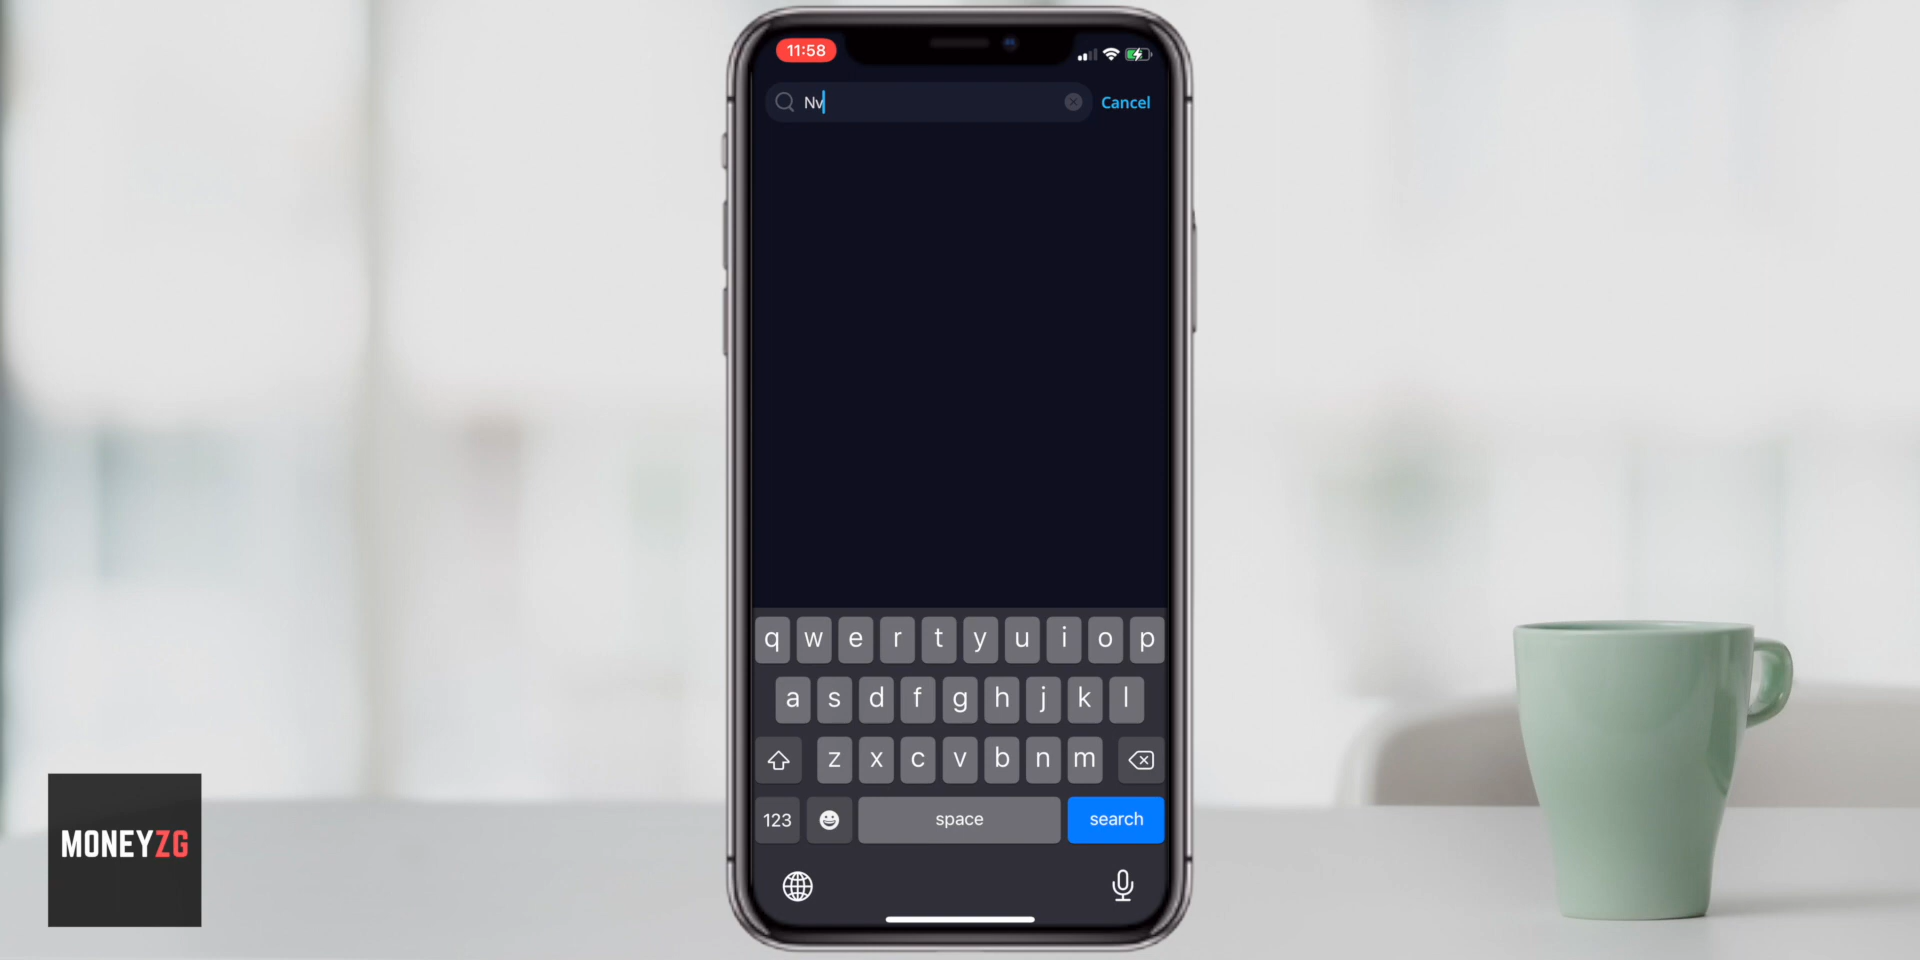 11:58
Nv
Cancel
q w e r t y u i o p
a s d f g h j k l
z x c v b n m
123 space search
MONEYZG